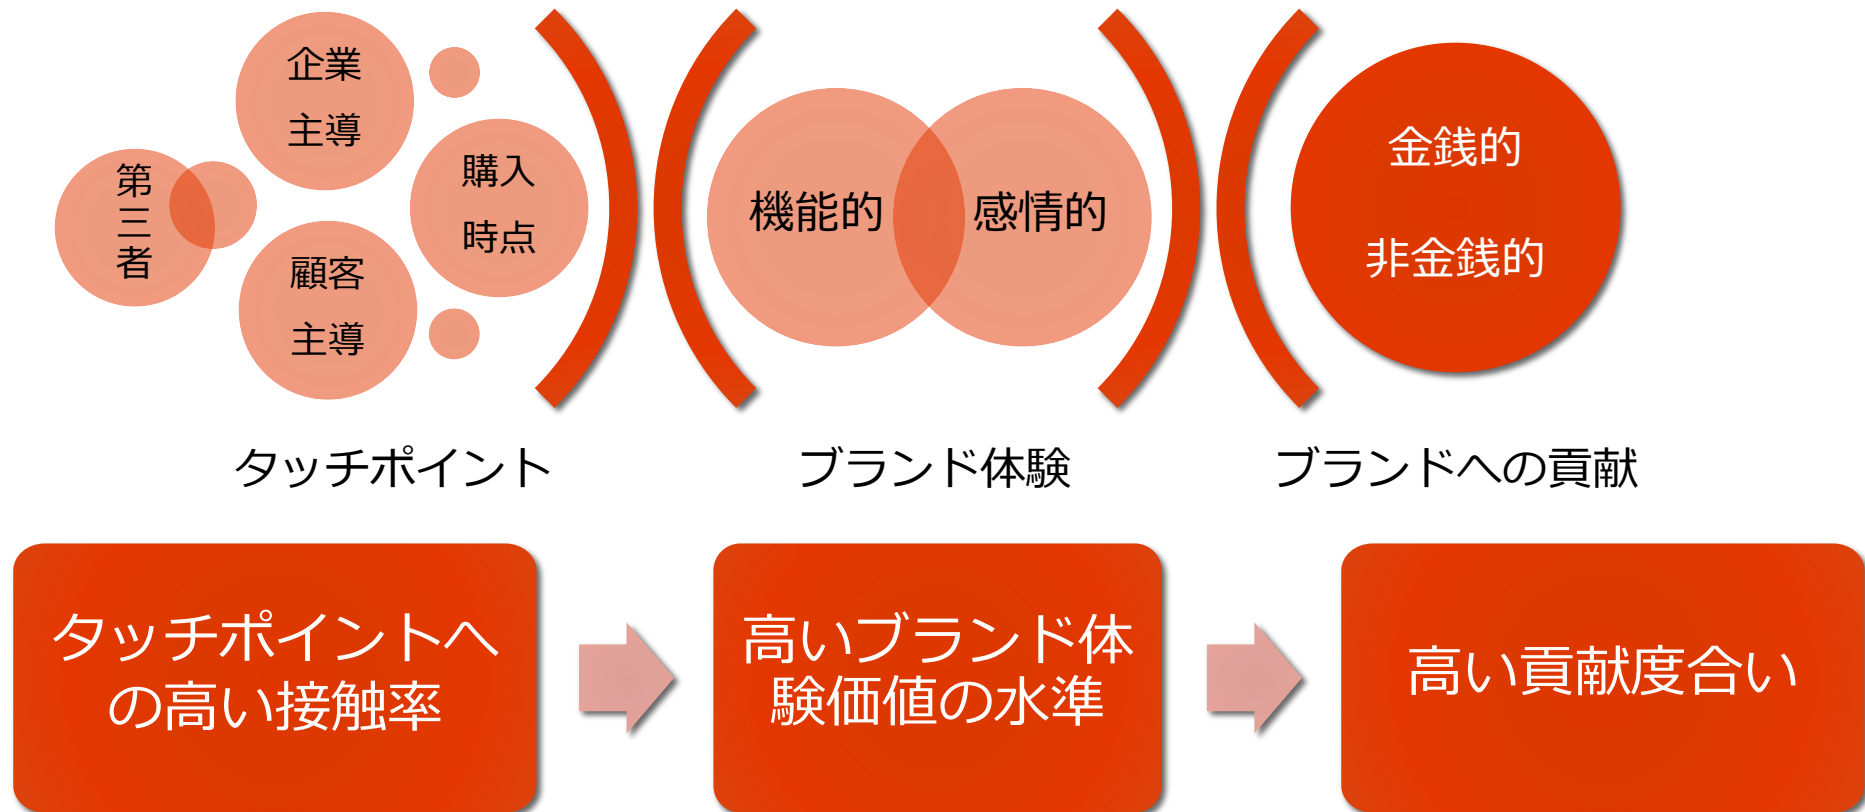 企業
主導
第三者
購入
時点
顧客
主導
機能的
感情的
金銭的
非金銭的
タッチポイント
ブランド体験
ブランドへの貢献
タッチポイントへ
の高い接触率
高いブランド体
験価値の水準
高い貢献度合い